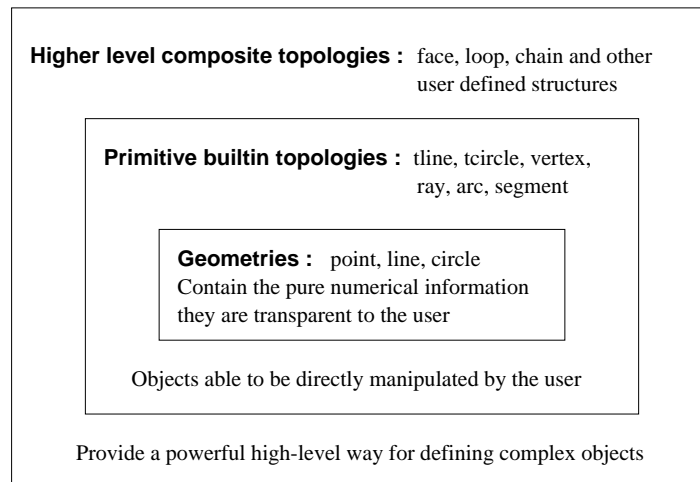 Higher level composite topologies : face, loop, chain and other
user defined structures
Primitive builtin topologies : tline, tcircle, vertex,
ray, arc, segment
Geometries : point, line, circle
Contain the pure numerical information
they are transparent to the user
Objects able to be directly manipulated by the user
Provide a powerful high-level way for defining complex objects